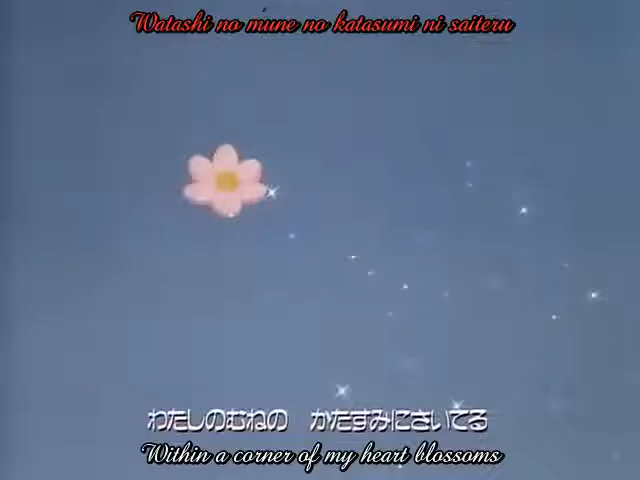 Watashi no mune no katasumi ni saiteru
わたしのむねの　かたすみにさいてる
Within a corner of my heart blossoms